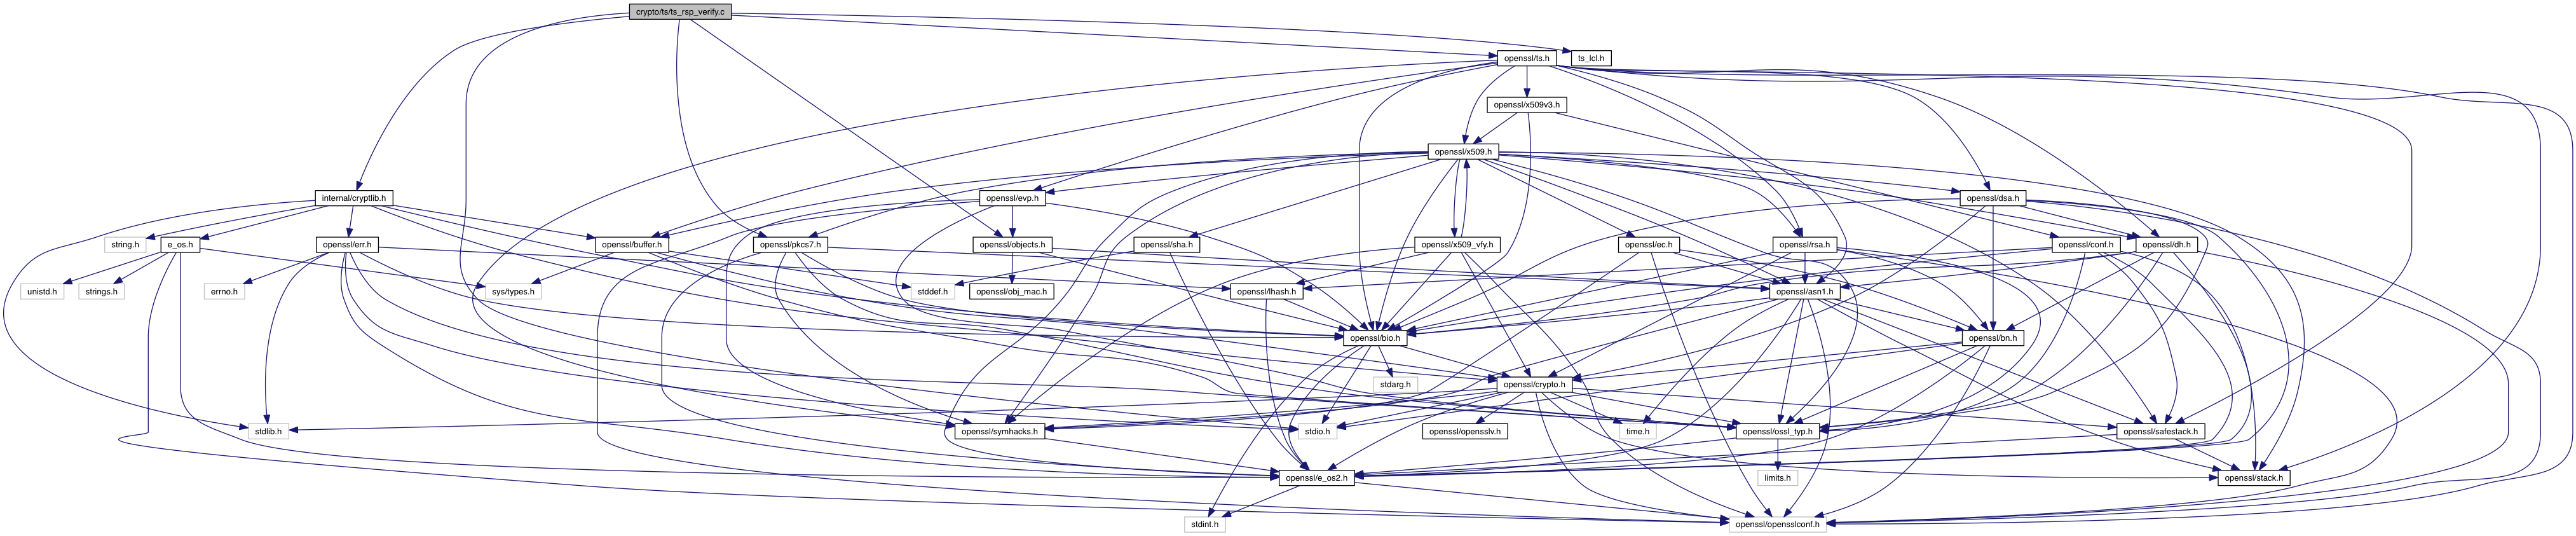 crypto/ts/ts_rsp_verify.c
openssl/ts.h
ts_lcl.h
openssl/x509v3.h
openssl/x509.h
internal/cryptlib.h
openssl/evp.h
openssl/dsa.h
string.h
e_os.h
openssl/err.h
openssl/buffer.h
openssl/pkcs7.h
openssl/objects.h
openssl/sha.h
openssl/x509_vfy.h
openssl/ec.h
openssl/rsa.h
openssl/conf.h
openssl/dh.h
unistd.h
strings.h
errno.h
sys/types.h
stddef.h
openssl/obj_mac.h
openssl/lhash.h
openssl/asn1.h
openssl/bio.h
openssl/bn.h
stdarg.h
openssl/crypto.h
stdlib.h
openssl/symhacks.h
stdio.h
openssl/opensslv.h
time.h
openssl/ossl_typ.h
openssl/safestack.h
openssl/e_os2.h
limits.h
openssl/stack.h
stdint.h
openssl/opensslconf.h